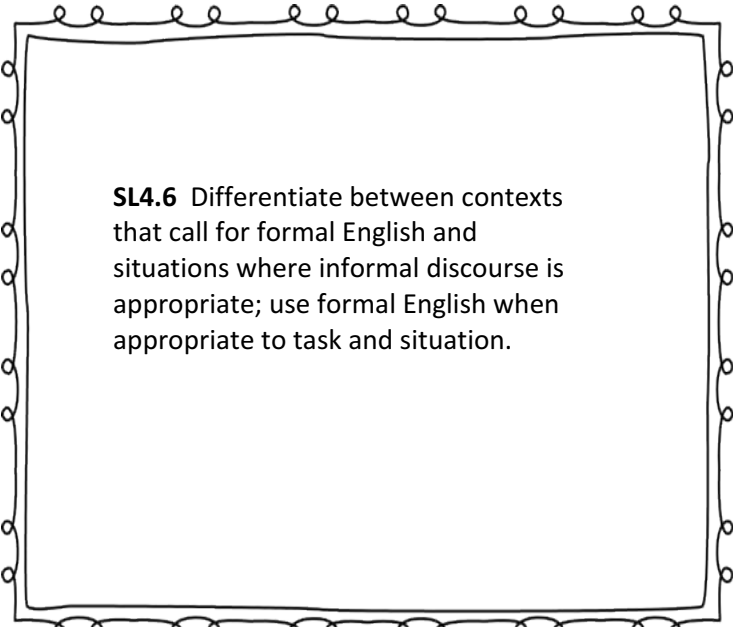 SL4.6 Differentiate between contexts
that call for formal English and
situations where informal discourse is
appropriate; use formal English when
appropriate to task and situation.